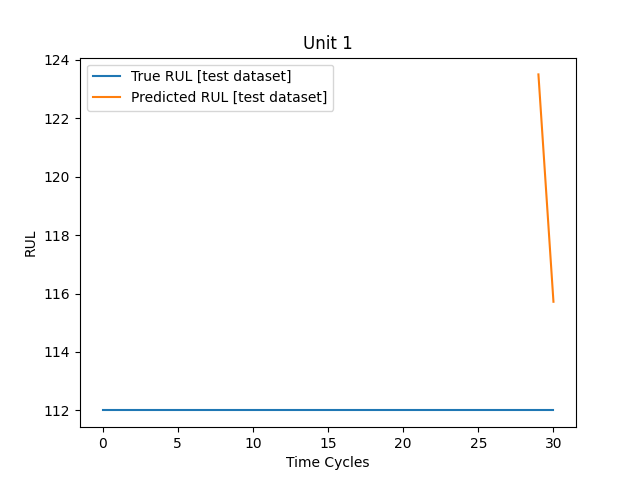 Unit 1
True RUL [test dataset]
Predicted RUL [test dataset]
RUL
124
122
120
118
116
114
112
0 5 10 15 20 25 30
Time Cycles